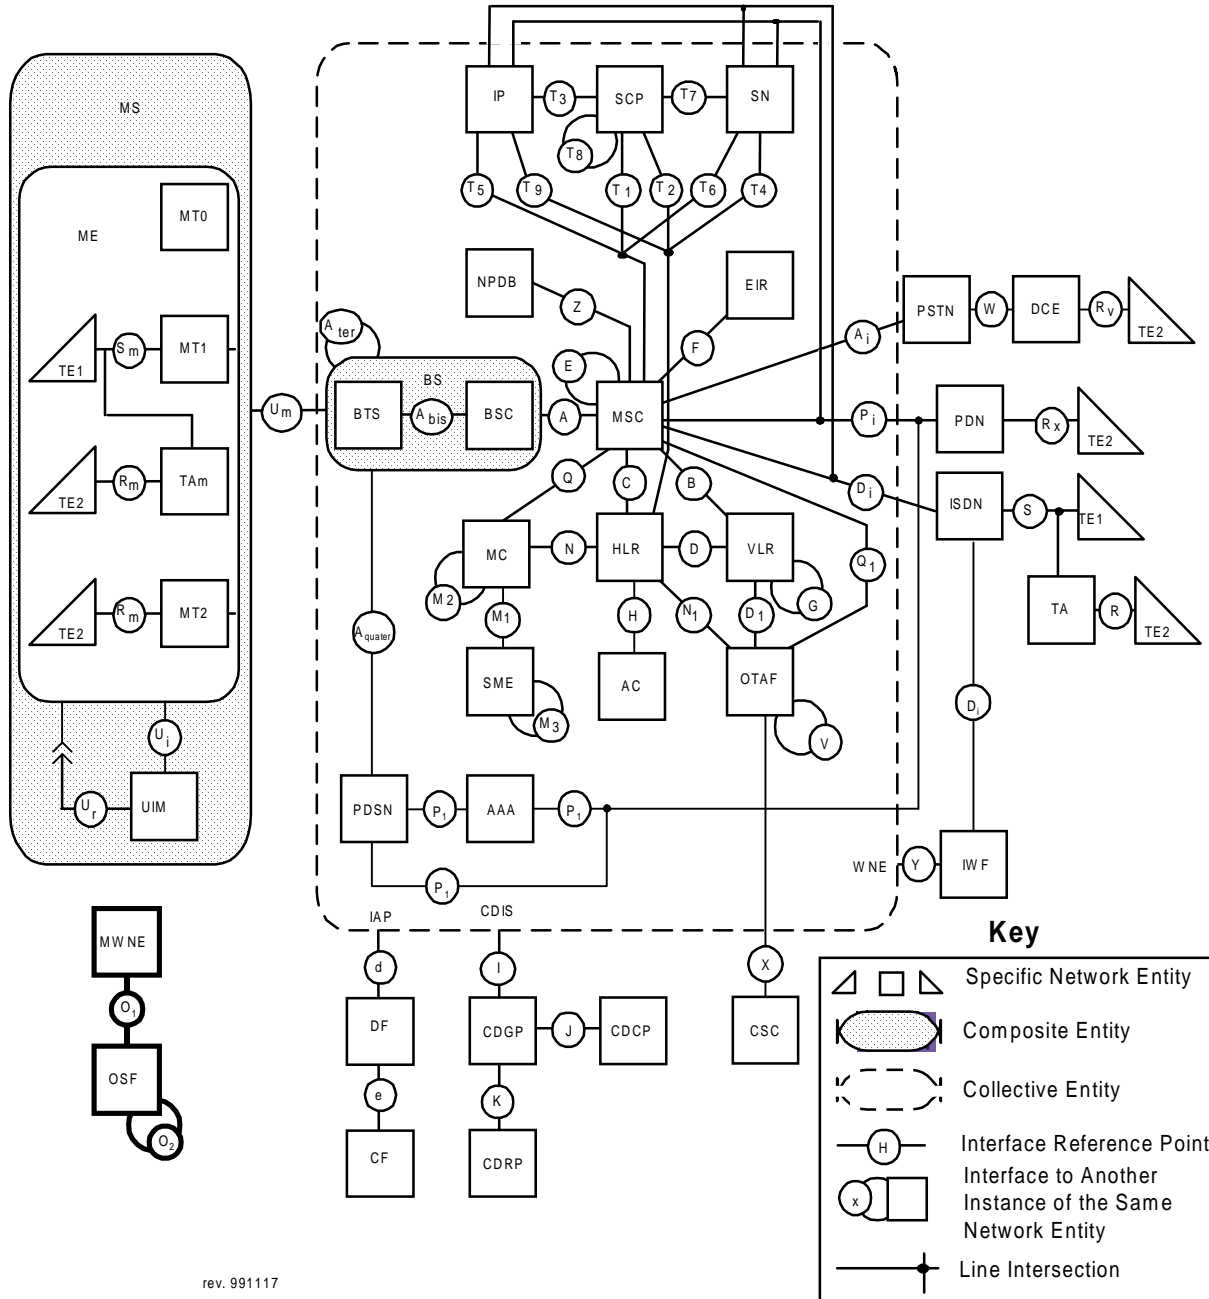 MS
ME
MT0
TE1
Sm
MT1
TE2
Rm
TAm
TE2
Rm
MT2
Ui
Ur
UIM
Um
IP
T3
SCP
T7
SN
T8
T5
T9
T1
T2
T6
T4
NPDB
EIR
Z
F
A ter
E
BS
BTS
A bis
BSC
A
MSC
Ai
PSTN
W
DCE
Rv
TE2
Pi
PDN
Rx
TE2
Q
C
B
Di
ISDN
S
TE1
MC
N
HLR
D
VLR
Q1
M2
M1
H
N1
D1
G
TA
R
TE2
Aquater
SME
AC
OTAF
M3
V
Di
PDSN
P1
AAA
P1
P1
WNE
Y
IWF
IAP
CDIS
MWNE
O1
OSF
O2
d
DF
e
CF
I
CDGP
J
CDCP
K
CDRP
X
CSC
Key
Specific Network Entity
Composite Entity
Collective Entity
H
Interface Reference Point
x
Interface to Another
Instance of the Same
Network Entity
Line Intersection
rev. 991117